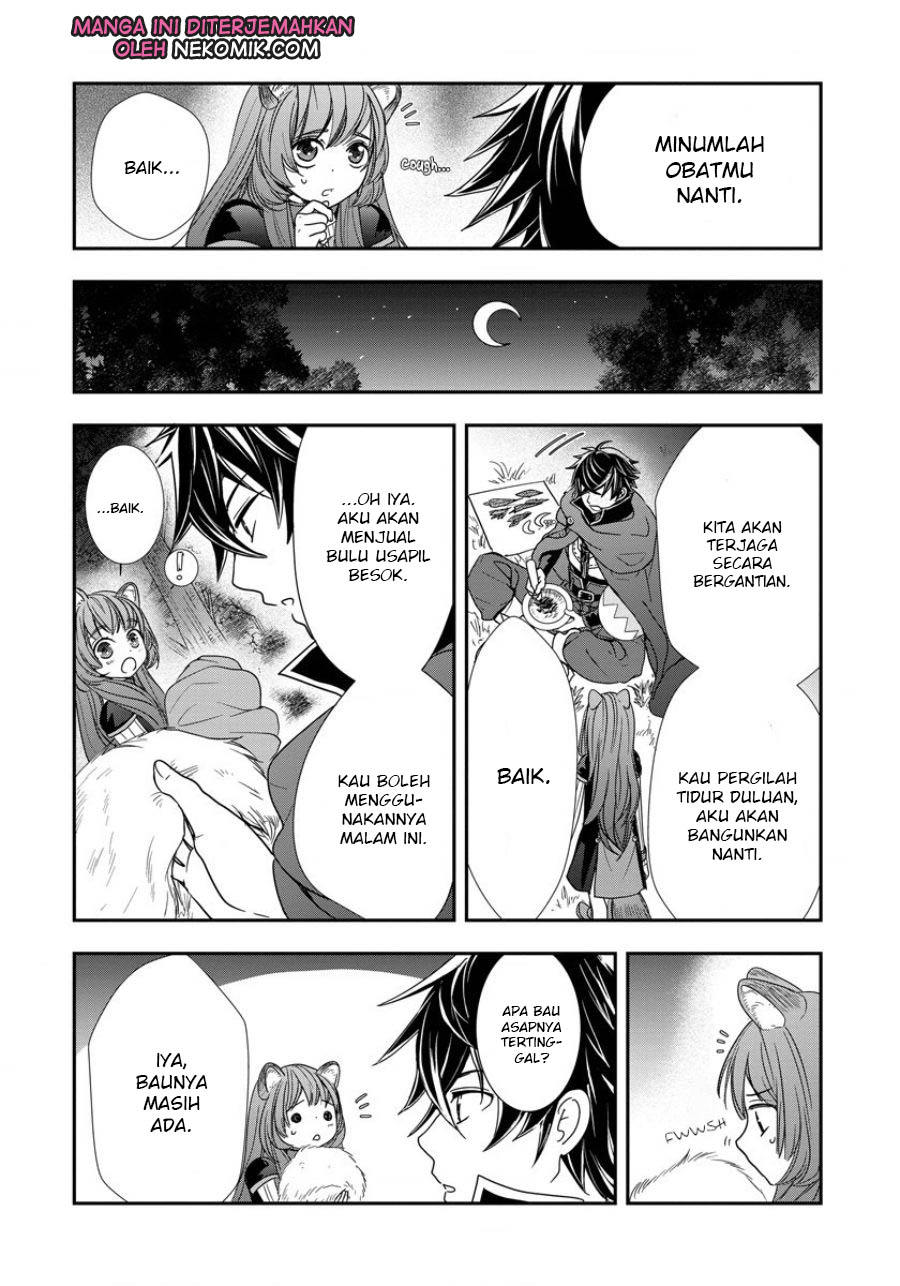 MANGA INI DITERJEMAHKAN
OLEH NEKOMIK.COM
MINUMLAH
OBATMU
NANTI.
cough...
BAIK...
KITA AKAN
TERJAGA
SECARA
BERGANTIAN.
KAU PERGILAH
TIDUR DULUAN,
AKU AKAN
BANGUNKAN
NANTI.
BAIK.
...OH IYA.
AKU AKAN
MENJUAL
BULU USAPIL
BESOK.
!
...BAIK.
KAU BOLEH
MENGGU-
NAKANNYA
MALAM INI.
FWWSH
APA BAU
ASAPNYA
TERTING-
GAL?
IYA,
BAUNYA
MASIH
ADA.